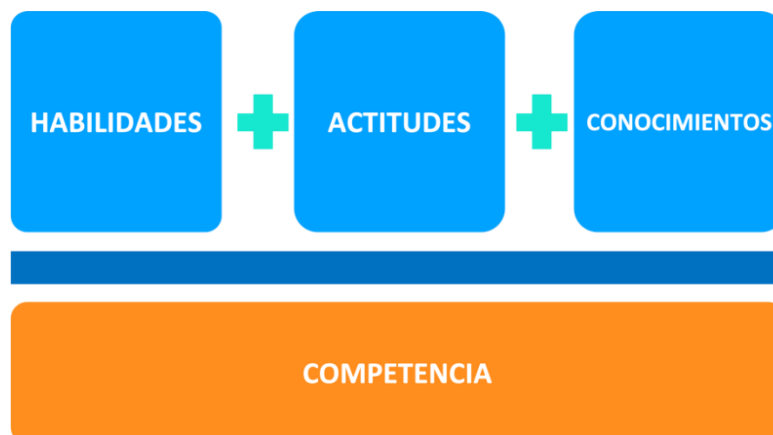 HABILIDADES
ACTITUDES
CONOCIMIENTOS
COMPETENCIA